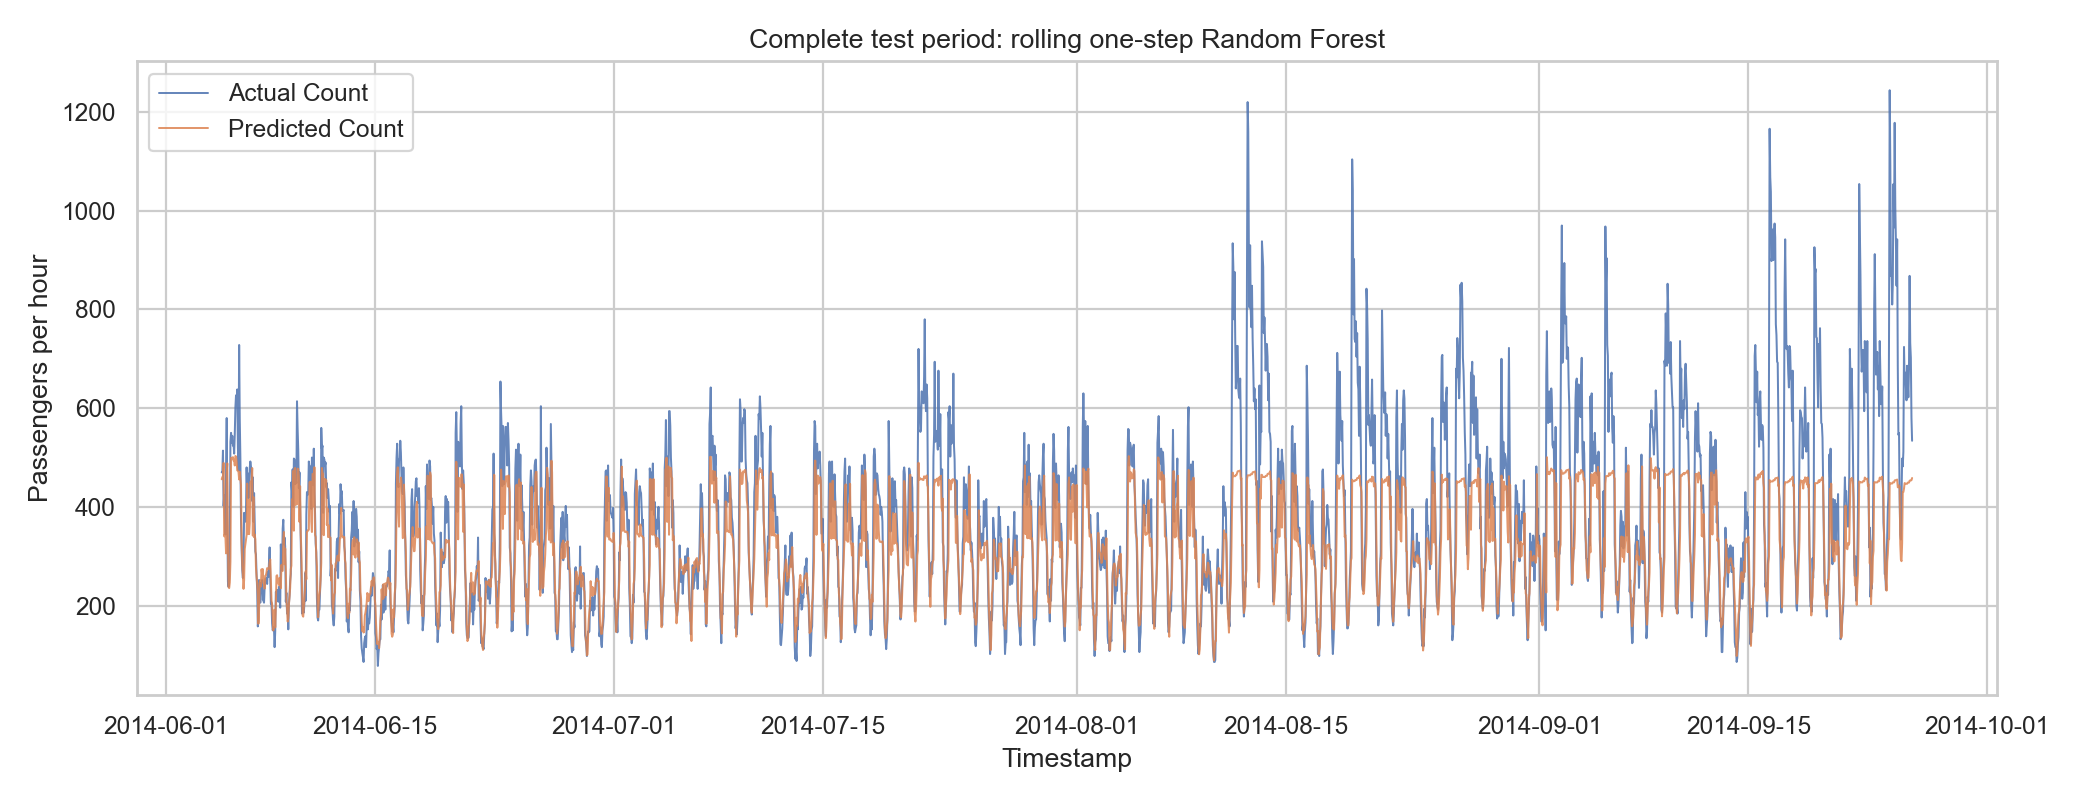 Complete test period: rolling one-step Random Forest
Actual Count
Predicted Count
Passengers per hour
1200
1000
800
600
400
200
2014-06-01 2014-06-15 2014-07-01 2014-07-15 2014-08-01 2014-08-15 2014-09-01 2014-09-15 2014-10-01
Timestamp